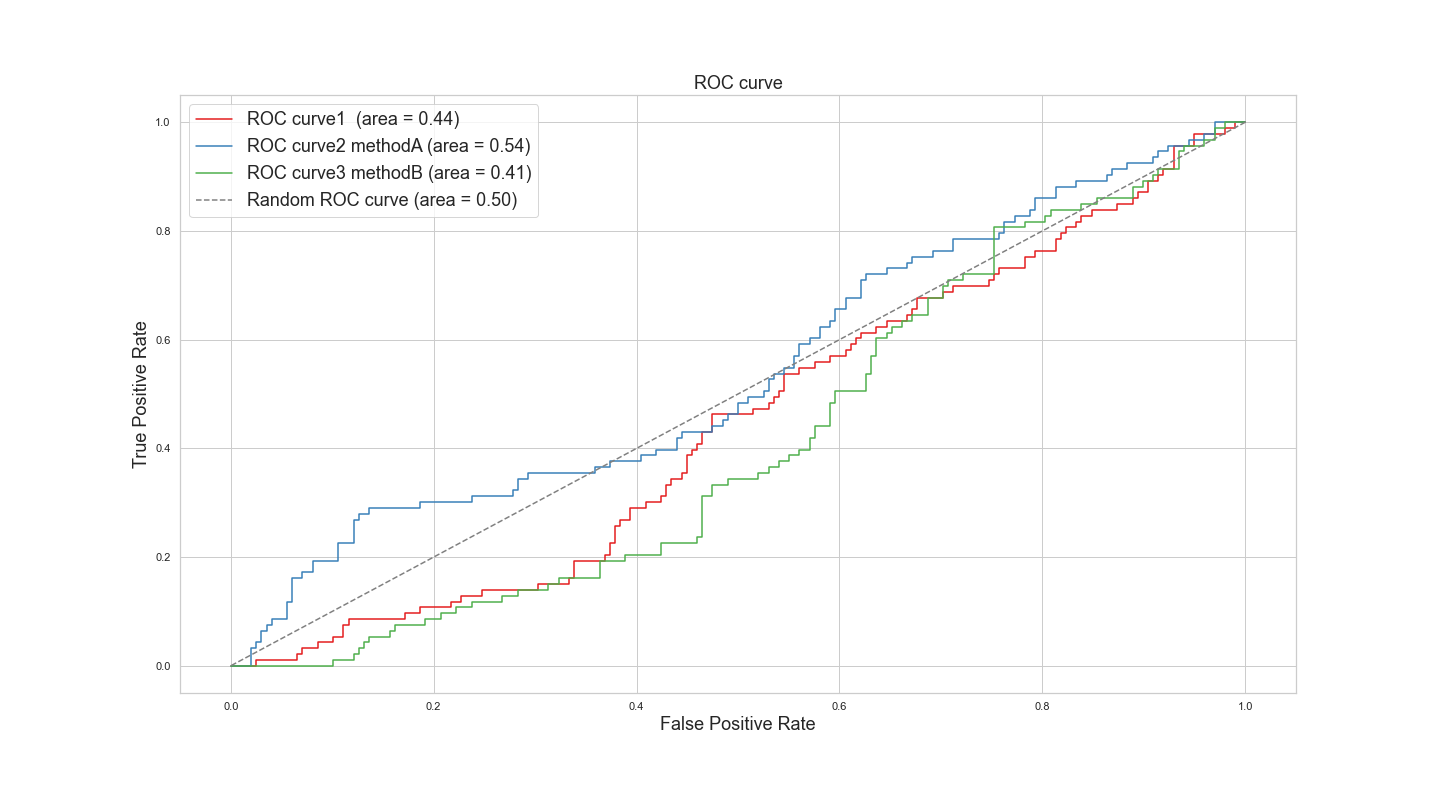 ROC curve
ROC curve1  (area = 0.44)
ROC curve2 methodA (area = 0.54)
ROC curve3 methodB (area = 0.41)
Random ROC curve (area = 0.50)
True Positive Rate
1.0
0.8
0.6
0.4
0.2
0.0
0.0 0.2 0.4 0.6 0.8 1.0
False Positive Rate